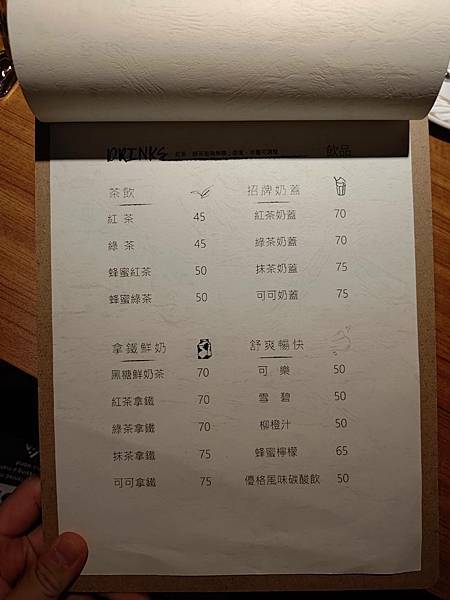 DRINKS 飲品
茶飲
紅 茶 45
綠 茶 45
蜂蜜紅茶 50
蜂蜜綠茶 50
招牌奶蓋
紅茶奶蓋 70
綠茶奶蓋 70
抹茶奶蓋 75
可可奶蓋 75
拿鐵鮮奶
黑糖鮮奶茶 70
紅茶拿鐵 70
綠茶拿鐵 70
抹茶拿鐵 75
可可拿鐵 75
舒爽暢快
可 樂 50
雪 碧 50
柳橙汁 50
蜂蜜檸檬 65
優格風味碳酸飲 50